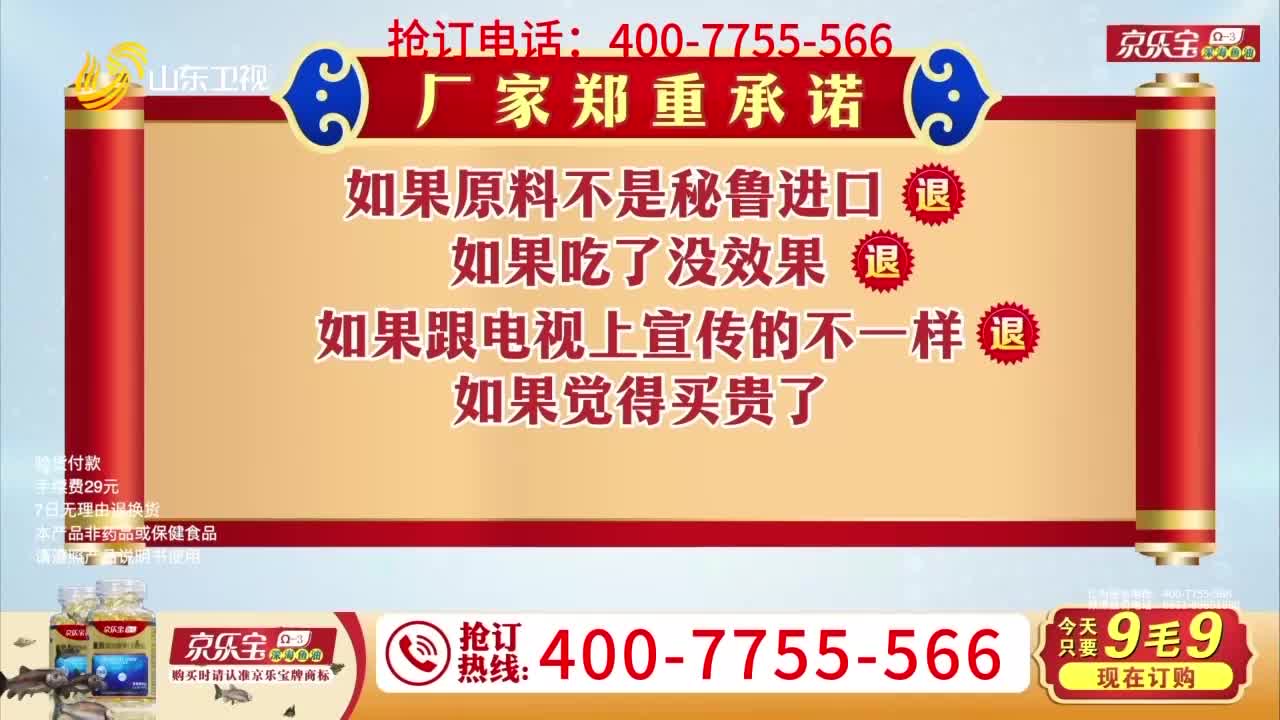 抢订电话：400-7755-566
山东卫视
京乐宝 Ω-3 深海鱼油
厂家郑重承诺
如果原料不是秘鲁进口 退
如果吃了没效果 退
如果跟电视上宣传的不一样 退
如果觉得买贵了
验货付款
手续费29元
7日无理由退换货
本产品非药品或保健食品
请遵照产品说明书使用
京乐宝 Ω-3 深海鱼油
购买时请认准京乐宝牌商标
抢订热线: 400-7755-566
今天只要 9毛9
现在订购